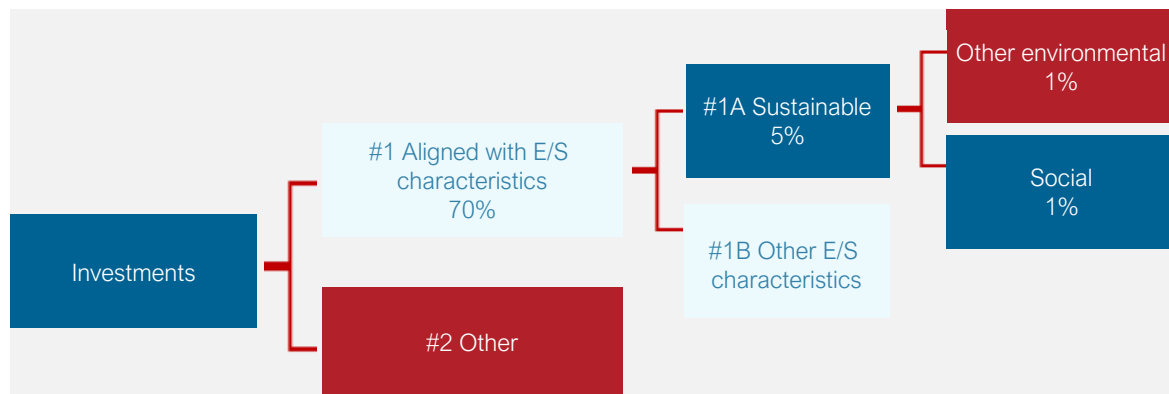 Investments
#1 Aligned with E/S
characteristics
70%
#2 Other
#1A Sustainable
5%
#1B Other E/S
characteristics
Other environmental
1%
Social
1%